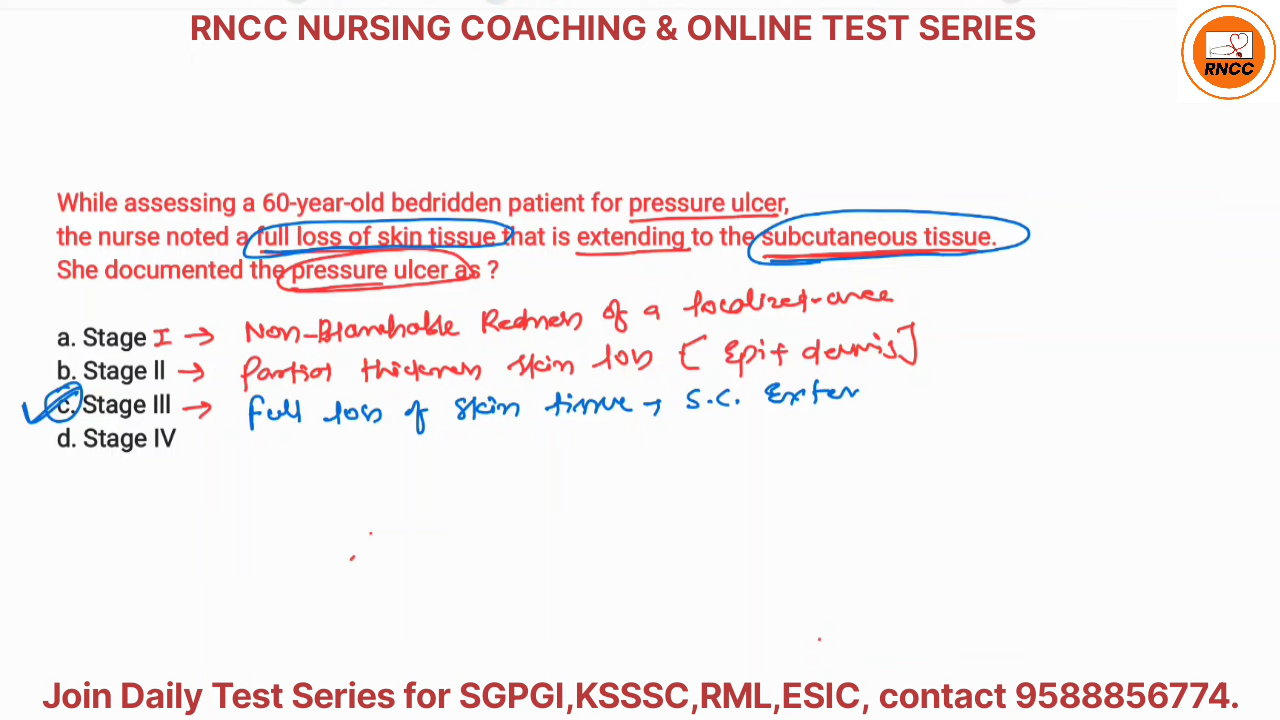 RNCC NURSING COACHING & ONLINE TEST SERIES
RNCC
While assessing a 60-year-old bedridden patient for pressure ulcer,
the nurse noted a full loss of skin tissue that is extending to the subcutaneous tissue.
She documented the pressure ulcer as ?
a. Stage I → Non-Blanchable Redness of a localized area
b. Stage II → Partial thickness skin loss [Epi + dermis]
c. Stage III → Full loss of skin tissue → S.C. Exten
d. Stage IV
Join Daily Test Series for SGPGI,KSSSC,RML,ESIC, contact 9588856774.